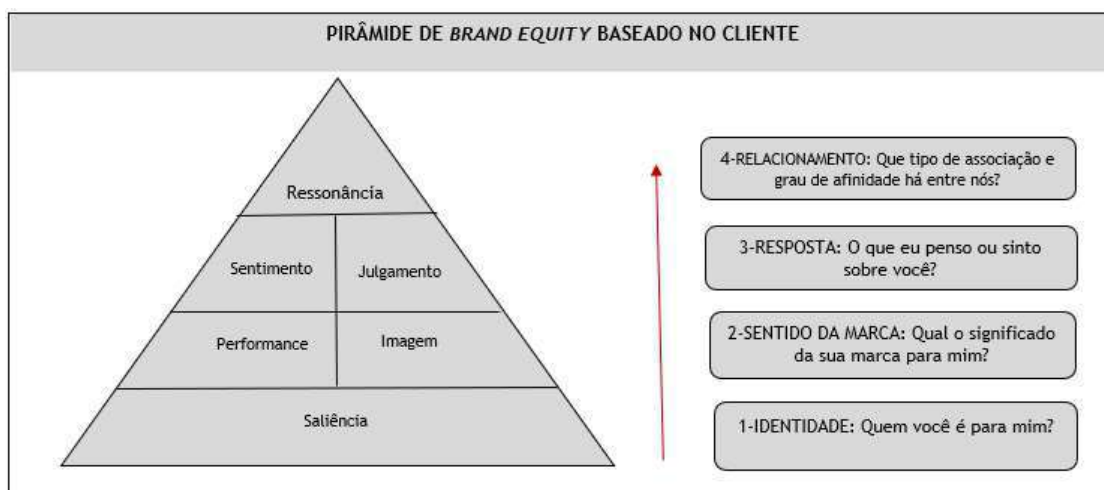 PIRÂMIDE DE BRAND EQUITY BASEADO NO CLIENTE
Ressonância
Sentimento
Julgamento
Performance
Imagem
Saliência
4-RELACIONAMENTO: Que tipo de associação e
grau de afinidade há entre nós?
3-RESPOSTA: O que eu penso ou sinto
sobre você?
2-SENTIDO DA MARCA: Qual o significado
da sua marca para mim?
1-IDENTIDADE: Quem você é para mim?